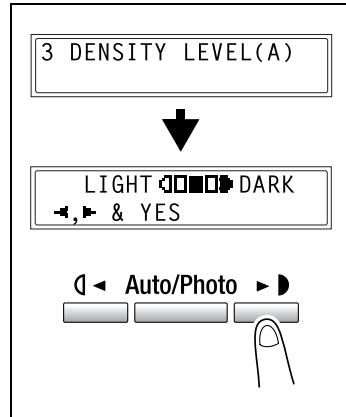 3 DENSITY LEVEL(A)
LIGHT DARK
◄,► & YES
◄ Auto/Photo ►